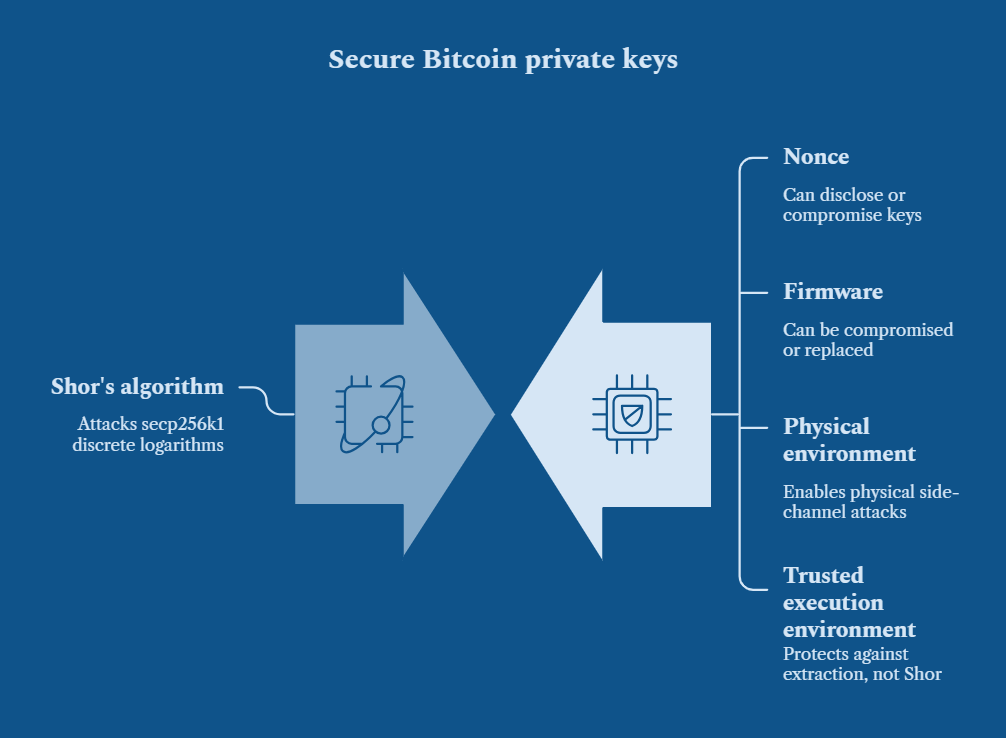 Secure Bitcoin private keys
Shor's algorithm
Attacks secp256k1
discrete logarithms
Nonce
Can disclose or
compromise keys
Firmware
Can be compromised
or replaced
Physical
environment
Enables physical side-
channel attacks
Trusted
execution
environment
Protects against
extraction, not Shor